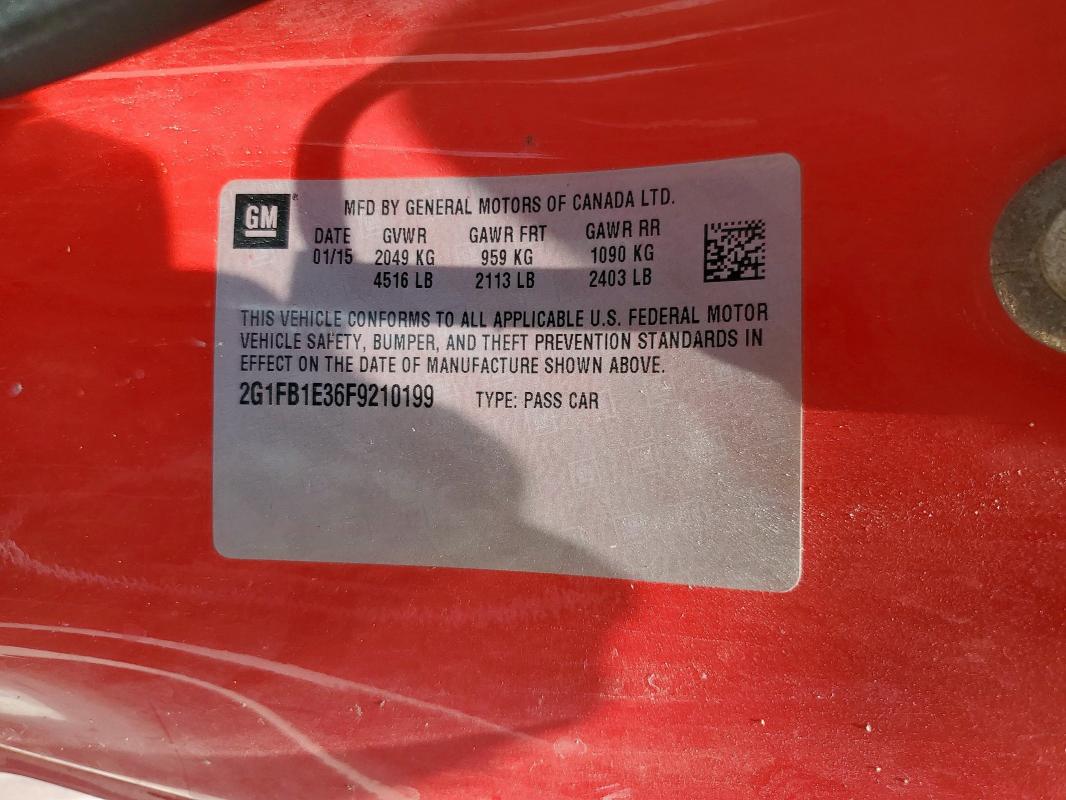 GM®
MFD BY GENERAL MOTORS OF CANADA LTD.
DATE GVWR GAWR FRT GAWR RR
01/15 2049 KG 959 KG 1090 KG
4516 LB 2113 LB 2403 LB
THIS VEHICLE CONFORMS TO ALL APPLICABLE U.S. FEDERAL MOTOR
VEHICLE SAFETY, BUMPER, AND THEFT PREVENTION STANDARDS IN
EFFECT ON THE DATE OF MANUFACTURE SHOWN ABOVE.
2G1FB1E36F9210199 TYPE: PASS CAR